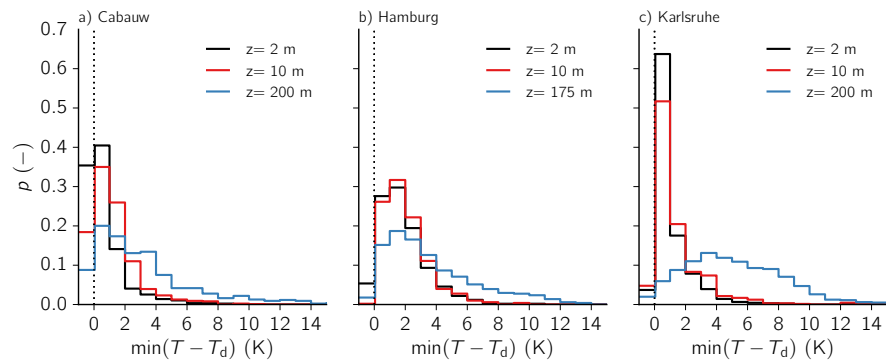 a) Cabauw
b) Hamburg
c) Karlsruhe
0.7
0.6
0.5
0.4
0.3
0.2
0.1
0.0
p (−)
z= 2 m
z= 10 m
z= 200 m
z= 2 m
z= 10 m
z= 175 m
z= 2 m
z= 10 m
z= 200 m
0 2 4 6 8 10 12 14
0 2 4 6 8 10 12 14
0 2 4 6 8 10 12 14
min(T − Td) (K)
min(T − Td) (K)
min(T − Td) (K)